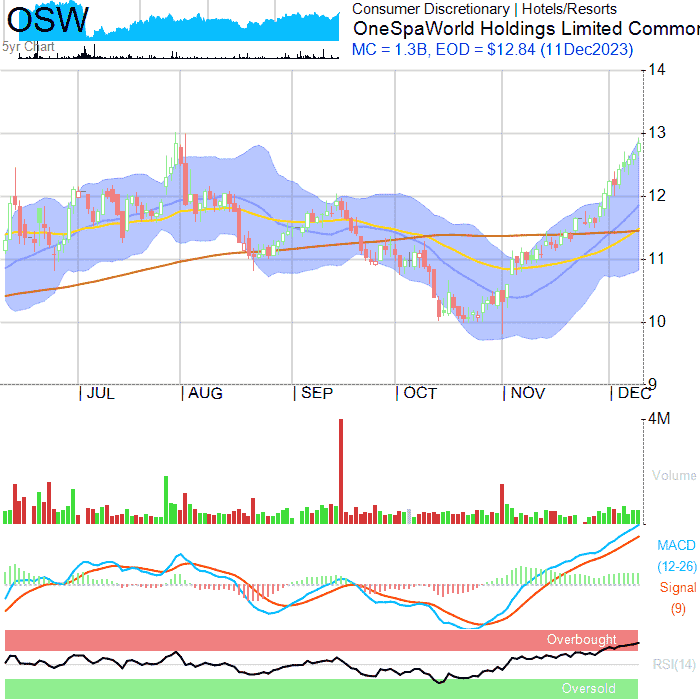 OSW
5yr Chart
Consumer Discretionary | Hotels/Resorts
OneSpaWorld Holdings Limited Common
MC = 1.3B, EOD = $12.84 (11Dec2023)
14
13
12
11
10
9
JUL
AUG
SEP
OCT
NOV
DEC
4M
Volume
MACD
(12-26)
Signal
(9)
Overbought
RSI(14)
Oversold